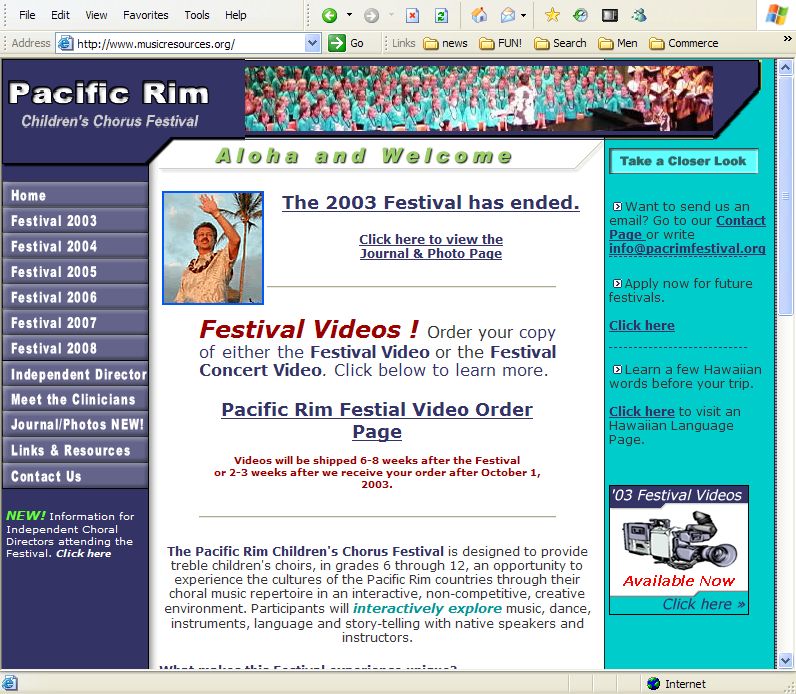 File Edit View Favorites Tools Help
Address http://www.musicresources.org/ Go Links news FUN! Search Men Commerce »
Pacific Rim
Children's Chorus Festival
Aloha and Welcome
Home
Festival 2003
Festival 2004
Festival 2005
Festival 2006
Festival 2007
Festival 2008
Independent Director
Meet the Clinicians
Journal/Photos NEW!
Links & Resources
Contact Us
NEW! Information for
Independent Choral
Directors attending the
Festival. Click here
The 2003 Festival has ended.
Click here to view the
Journal & Photo Page
Festival Videos ! Order your copy
of either the Festival Video or the Festival
Concert Video. Click below to learn more.
Pacific Rim Festial Video Order
Page
Videos will be shipped 6-8 weeks after the Festival
or 2-3 weeks after we receive your order after October 1,
2003.
The Pacific Rim Children's Chorus Festival is designed to provide
treble children's choirs, in grades 6 through 12, an opportunity to
experience the cultures of the Pacific Rim countries through their
choral music repertoire in an interactive, non-competitive, creative
environment. Participants will interactively explore music, dance,
instruments, language and story-telling with native speakers and
instructors.
What makes this Festival experience unique?
Take a Closer Look
Want to send us an
email? Go to our Contact
Page or write
info@pacrimfestival.org
Apply now for future
festivals.
Click here
Learn a few Hawaiian
words before your trip.
Click here to visit an
Hawaiian Language
Page.
'03 Festival Videos
Available Now
Click here »
Internet